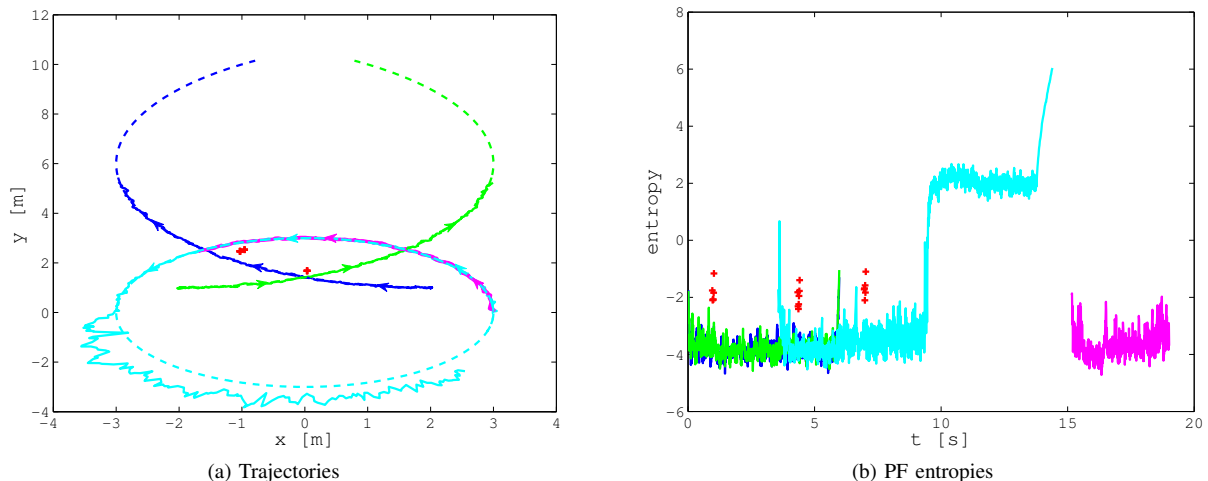 12
10
8
6
4
2
0
−2
−4
y [m]
−4 −3 −2 −1 0 1 2 3 4
x [m]
(a) Trajectories
8
6
4
2
0
−2
−4
−6
entropy
0 5 10 15 20
t [s]
(b) PF entropies